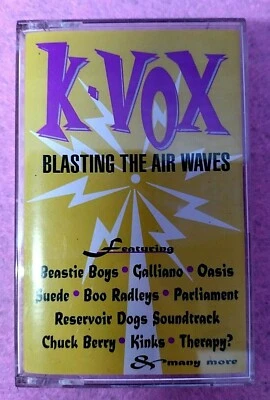 K·VOX
BLASTING THE AIR WAVES
Featuring
Beastie Boys • Galliano • Oasis
Suede • Boo Radleys • Parliament
Reservoir Dogs Soundtrack
Chuck Berry • Kinks • Therapy?
& many more